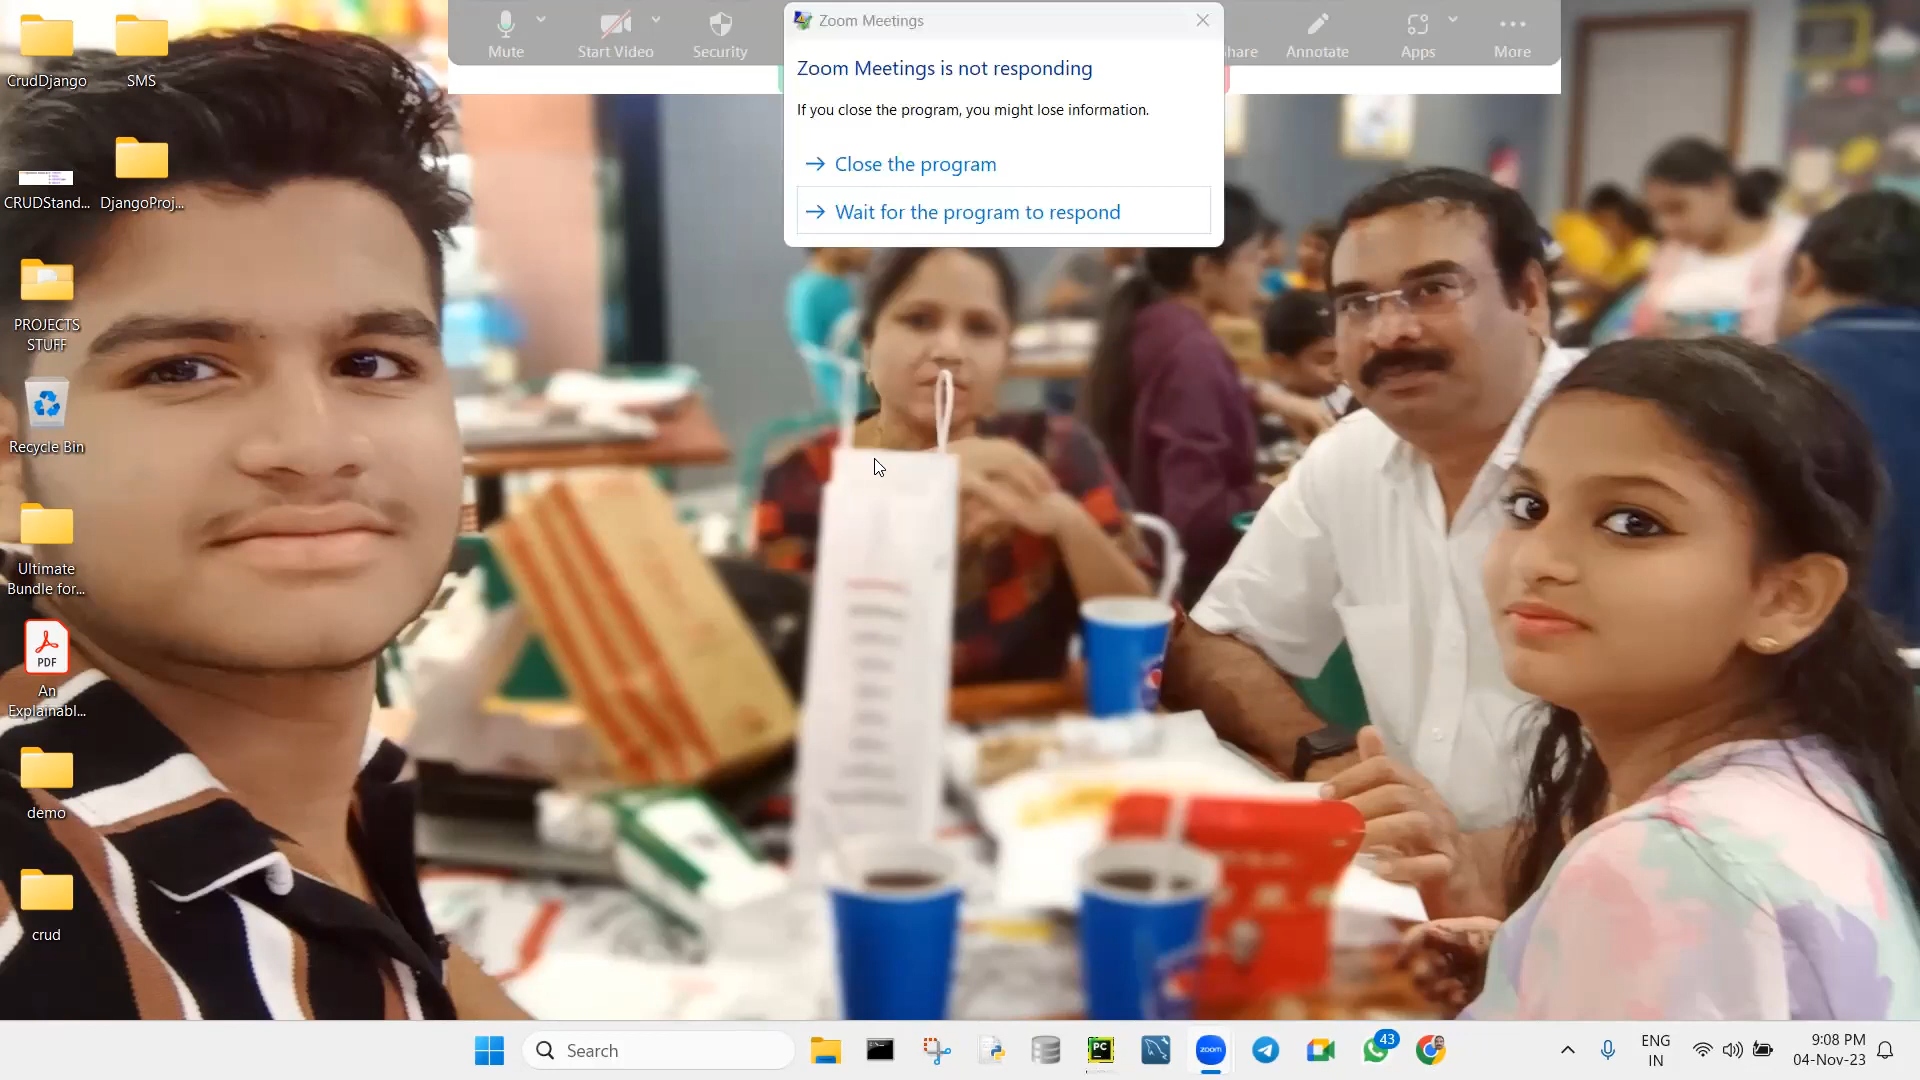 Mute
Start Video
Security
hare
Annotate
Apps
More
Zoom Meetings
Zoom Meetings is not responding
If you close the program, you might lose information.
Close the program
Wait for the program to respond
CrudDjango
SMS
CRUDStand...
DjangoProj...
PROJECTS
STUFF
Recycle Bin
Ultimate
Bundle for...
PDF
An
Explainabl...
demo
crud
Search
PC
zoom
43
ENG
IN
9:08 PM
04-Nov-23